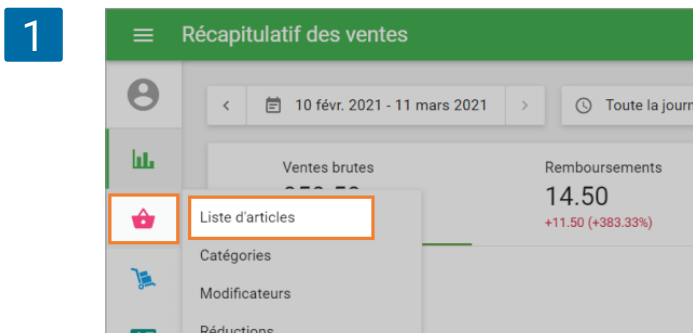 1
Récapitulatif des ventes
10 févr. 2021 - 11 mars 2021
Toute la journ
Ventes brutes
Remboursements
14.50
+11.50 (+383.33%)
Liste d'articles
Catégories
Modificateurs
Réductions